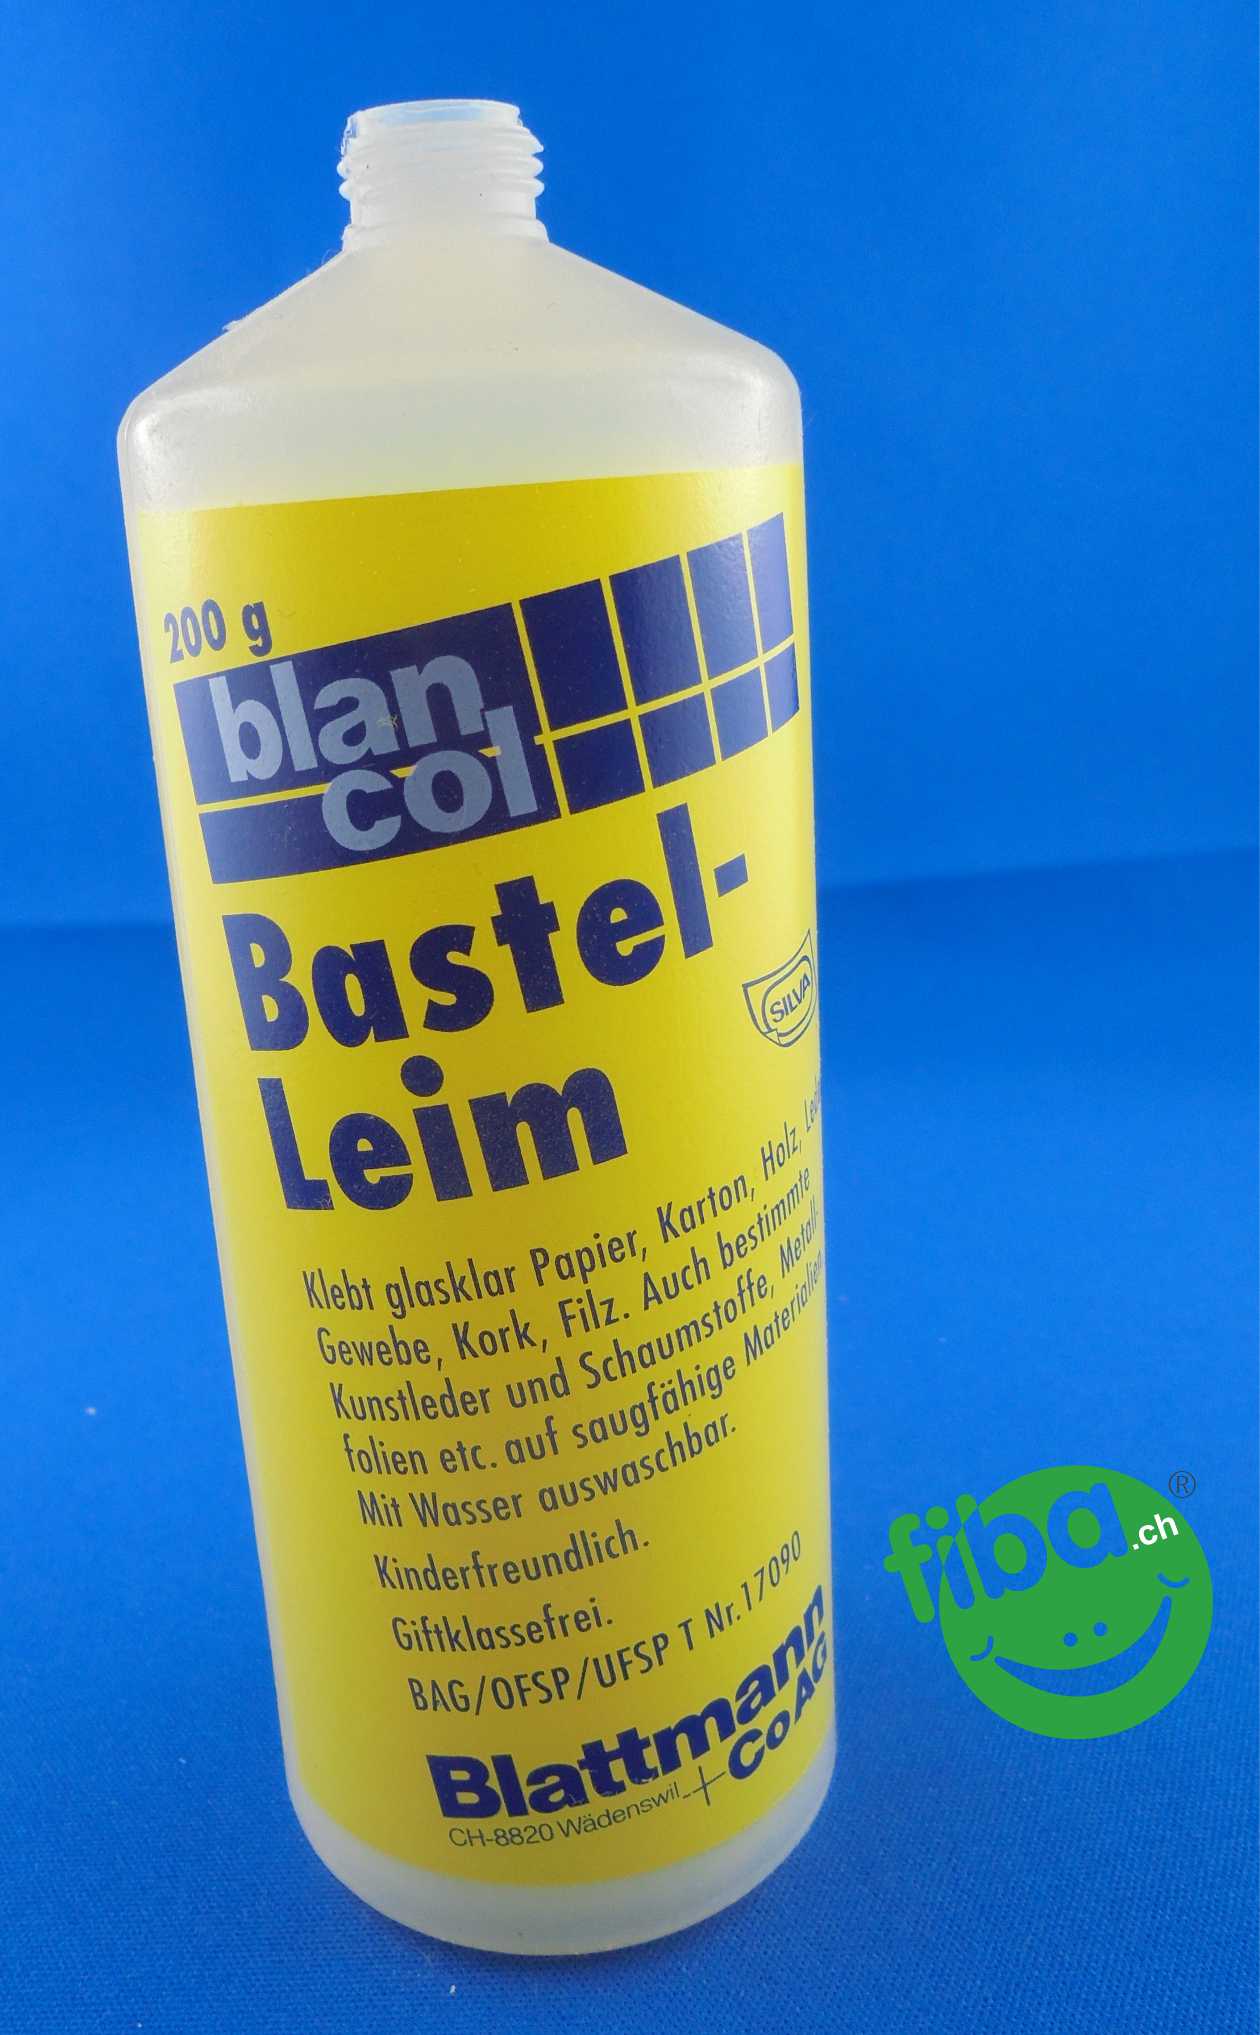 200 g
blan
col
Bastel-
Leim
SILVA
Klebt glasklar Papier, Karton, Holz,
Gewebe, Kork, Filz. Auch bestimmte
Kunstleder und Schaumstoffe, Metall-
folien etc. auf saugfähige Materialien.
Mit Wasser auswaschbar.
Kinderfreundlich.
Giftklassefrei.
BAG/OFSP/UFSP T Nr.17090
Blattmann
+Co AG
CH-8820 Wädenswil
fiba.ch®